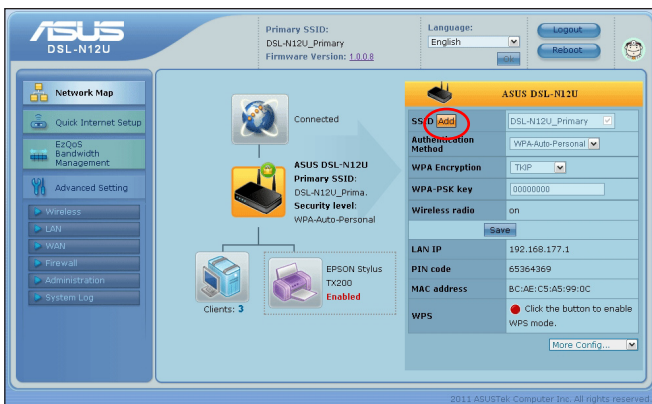 ASUS
DSL-N12U
Primary SSID:
DSL-N12U_Primary
Firmware Version: 1.0.0.8
Language:
English
Ok
Logout
Reboot
Network Map
Quick Internet Setup
EzQoS
Bandwidth
Management
Advanced Setting
Wireless
LAN
WAN
Firewall
Administration
System Log
Connected
ASUS DSL-N12U
Primary SSID:
DSL-N12U_Prima.
Security level:
WPA-Auto-Personal
Clients: 3
EPSON Stylus
TX200
Enabled
ASUS DSL-N12U
SSID Add DSL-N12U_Primary
Authentication
Method
WPA-Auto-Personal
WPA Encryption TKIP
WPA-PSK key 00000000
Wireless radio on
Save
LAN IP 192.168.177.1
PIN code 65364369
MAC address BC:AE:C5:A5:99:0C
WPS
Click the button to enable
WPS mode.
More Config...
2011 ASUSTek Computer Inc. All rights reserved